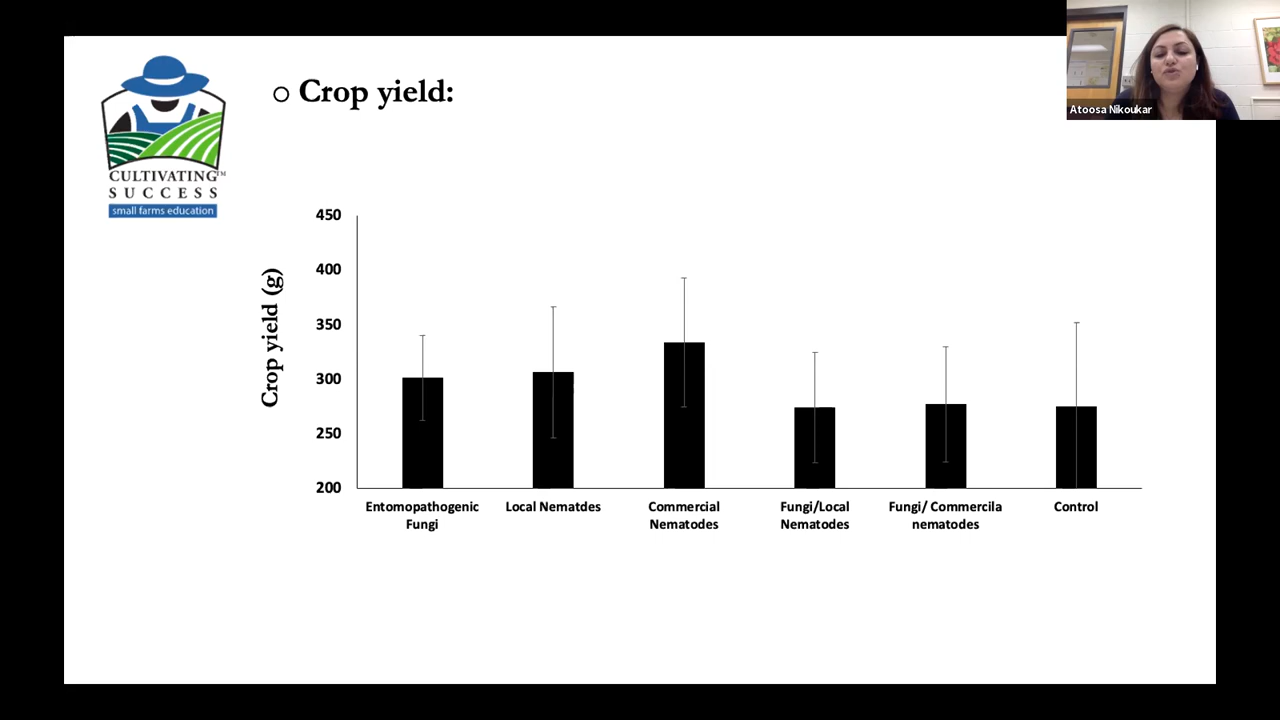 Crop yield:
Atoosa Nikoukar
CULTIVATING™
SUCCESS
small farms education
450
400
350
300
250
200
Crop yield (g)
Entomopathogenic
Fungi
Local Nematdes
Commercial
Nematodes
Fungi/Local
Nematodes
Fungi/ Commercila
nematodes
Control